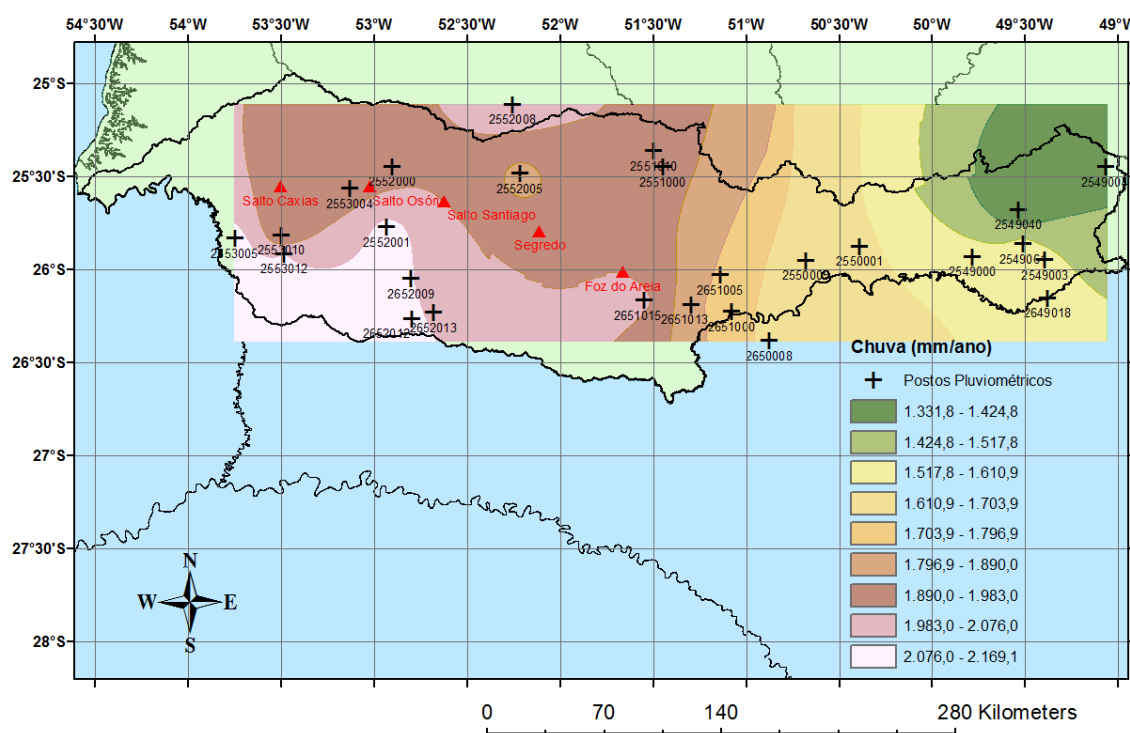 54°30'W 54°0'W 53°30'W 53°0'W 52°30'W 52°0'W 51°30'W 51°0'W 50°30'W 50°0'W 49°30'W
25°S
2552008
2551010
2551000
25°30'S
2552000
2552005
2553004
Salto Caxias
Salto Santiago
2549040
2552001
Segredo
2553005
2553010
2553012
2550001
2549000
2549003
26°S
2652009
Foz do Areia
2651005
2651015
2651013
2651000
2649018
2652012
2652013
2650008
26°30'S
Chuva (mm/ano)
Postos Pluviométricos
1.331,8 - 1.424,8
1.424,8 - 1.517,8
1.517,8 - 1.610,9
1.610,9 - 1.703,9
1.703,9 - 1.796,9
1.796,9 - 1.890,0
1.890,0 - 1.983,0
1.983,0 - 2.076,0
2.076,0 - 2.169,1
27°S
27°30'S
28°S
N
W E
S
0 70 140 280 Kilometers